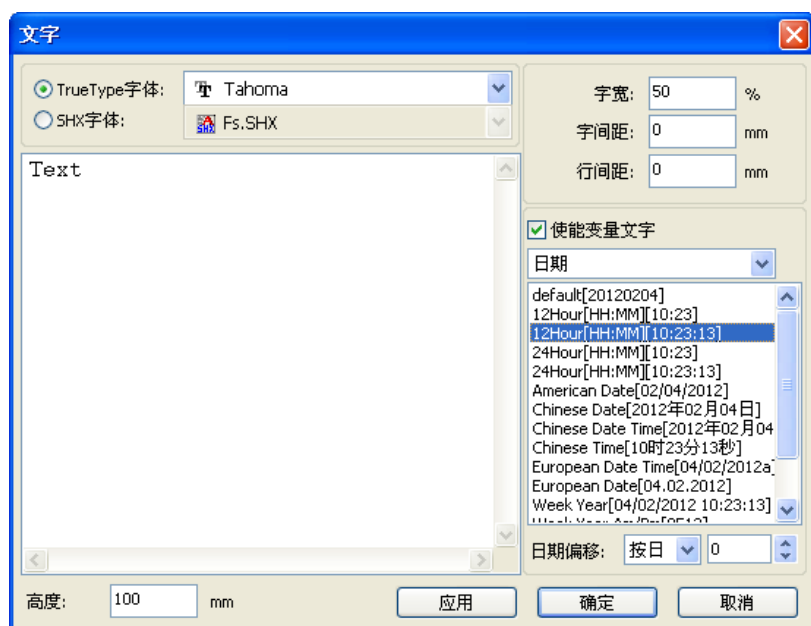 文字
TrueType字体: Tahoma
SHX字体: Fs.SHX
字宽: 50 %
字间距: 0 mm
行间距: 0 mm
Text
使能变量文字
日期
default[20120204]
12Hour[HH:MM][10:23]
12Hour[HH:MM][10:23:13]
24Hour[HH:MM][10:23]
24Hour[HH:MM][10:23:13]
American Date[02/04/2012]
Chinese Date[2012年02月04日]
Chinese Date Time[2012年02月04
Chinese Time[10时23分13秒]
European Date Time[04/02/2012a]
European Date[04.02.2012]
Week Year[04/02/2012 10:23:13]
日期偏移: 按日 0
高度: 100 mm 应用 确定 取消